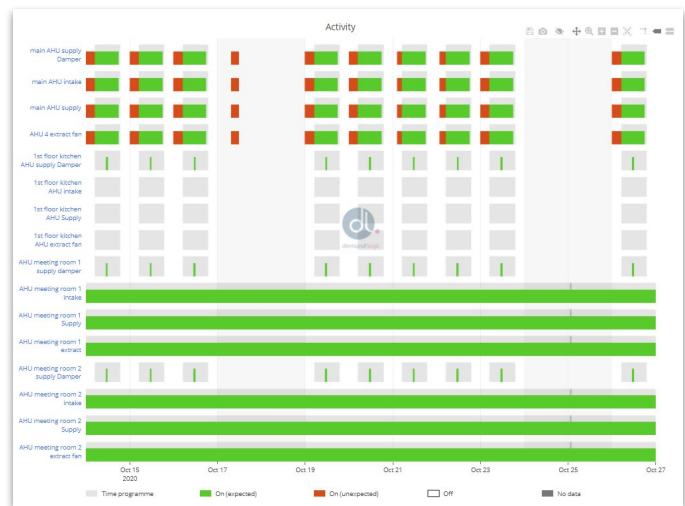 Activity
main AHU supply
Damper
main AHU intake
main AHU supply
AHU 4 extract fan
1st floor kitchen
AHU supply Damper
1st floor kitchen
AHU intake
1st floor kitchen
AHU Supply
1st floor kitchen
AHU extract fan
dl.
demandlogic
AHU meeting room 1
supply damper
AHU meeting room 1
intake
AHU meeting room 1
Supply
AHU meeting room 1
extract
AHU meeting room 2
supply Damper
AHU meeting room 2
intake
AHU meeting room 2
Supply
AHU meeting room 2
extract fan
Oct 15
2020
Oct 17
Oct 19
Oct 21
Oct 23
Oct 25
Oct 27
Time programme
On (expected)
On (unexpected)
Off
No data